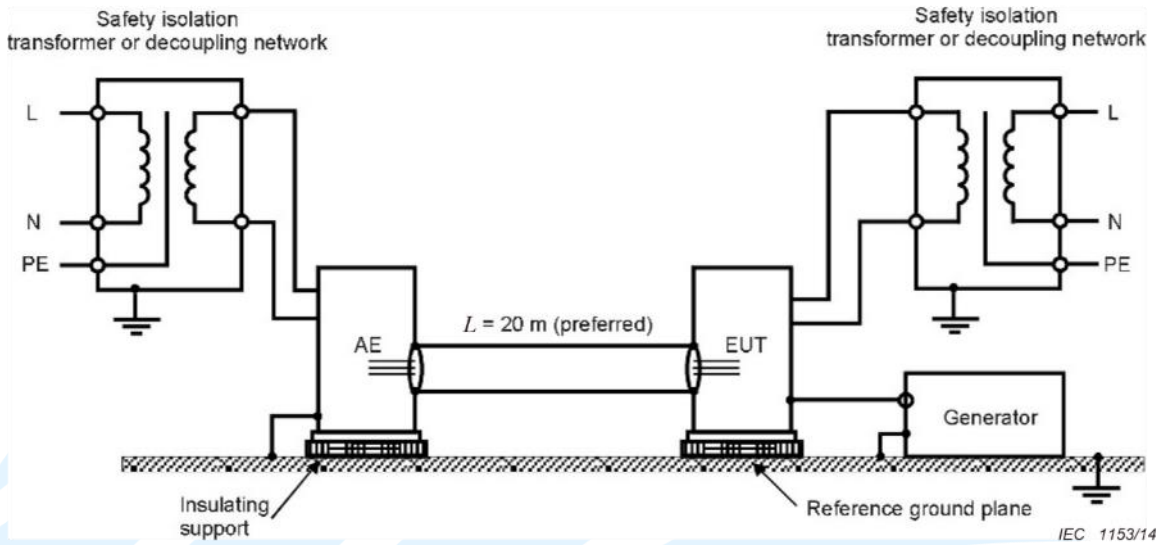 Safety isolation
transformer or decoupling network
Safety isolation
transformer or decoupling network
L
L
N
N
PE
PE
L = 20 m (preferred)
AE
EUT
Generator
Insulating
support
Reference ground plane
IEC 1153/14